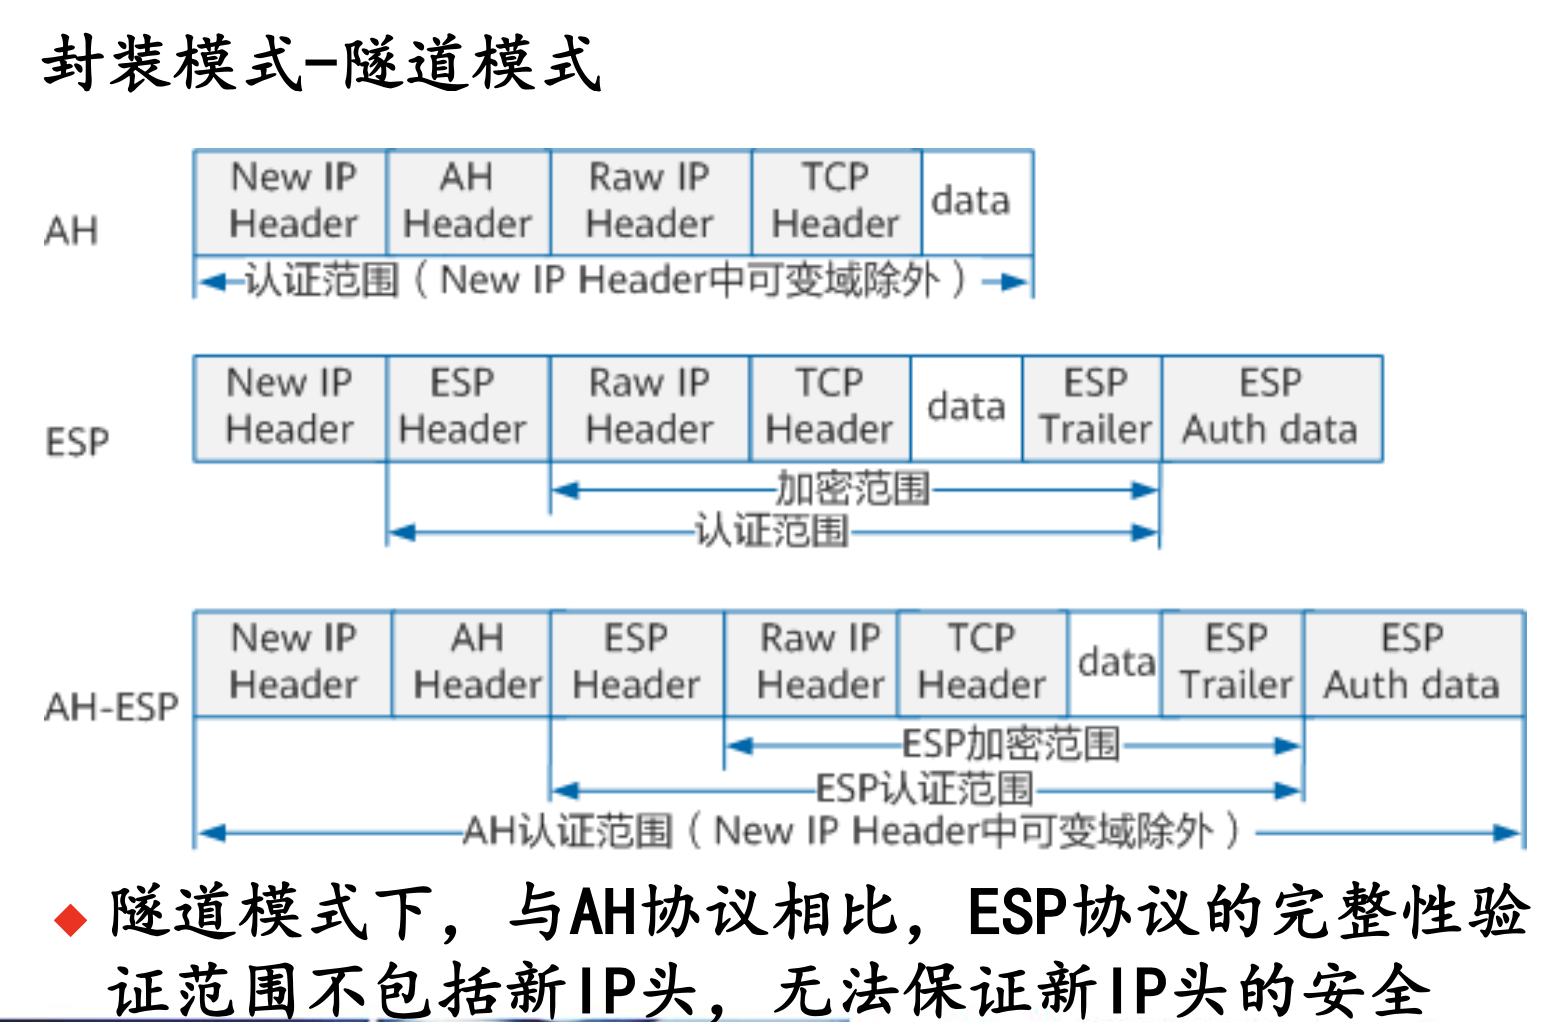 封装模式-隧道模式
AH
New IP Header
AH Header
Raw IP Header
TCP Header
data
认证范围（New IP Header中可变域除外）
ESP
New IP Header
ESP Header
Raw IP Header
TCP Header
data
ESP Trailer
ESP Auth data
加密范围
认证范围
AH-ESP
New IP Header
AH Header
ESP Header
Raw IP Header
TCP Header
data
ESP Trailer
ESP Auth data
ESP加密范围
ESP认证范围
AH认证范围（New IP Header中可变域除外）
隧道模式下，与AH协议相比，ESP协议的完整性验
证范围不包括新IP头，无法保证新IP头的安全